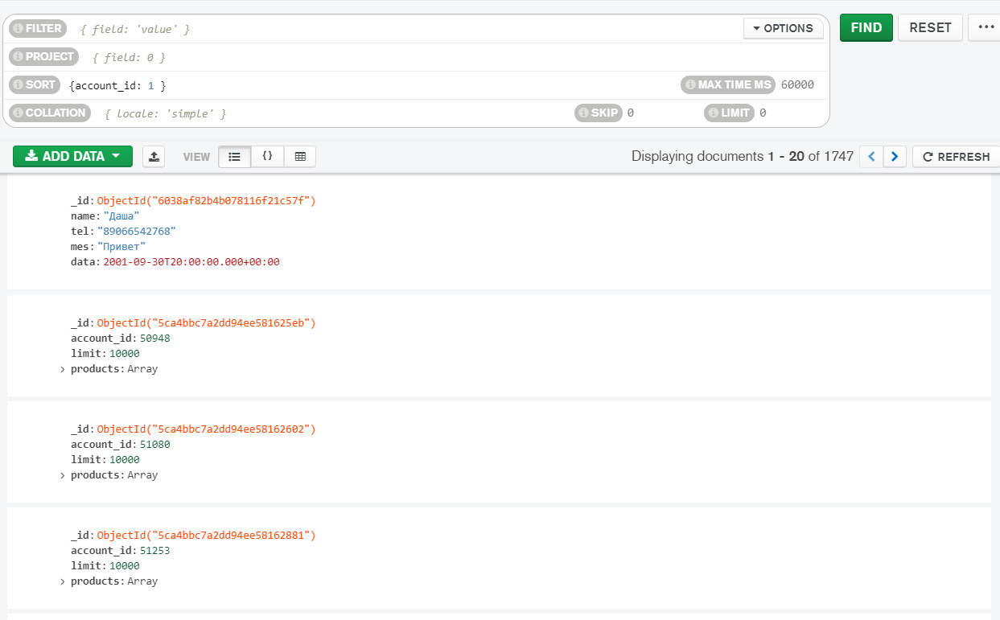 FILTER { field: 'value' } OPTIONS FIND RESET
PROJECT { field: 0 }
SORT {account_id: 1 } MAX TIME MS 60000
COLLATION { locale: 'simple' } SKIP 0 LIMIT 0
ADD DATA VIEW {} Displaying documents 1 - 20 of 1747 < > REFRESH
_id: ObjectId("6038af82b4b078116f21c57f")
name: "Даша"
tel: "89066542768"
mes: "Привет"
data: 2001-09-30T20:00:00.000+00:00
_id: ObjectId("5ca4bbc7a2dd94ee581625eb")
account_id: 50948
limit: 10000
> products: Array
_id: ObjectId("5ca4bbc7a2dd94ee58162602")
account_id: 51080
limit: 10000
> products: Array
_id: ObjectId("5ca4bbc7a2dd94ee58162881")
account_id: 51253
limit: 10000
> products: Array